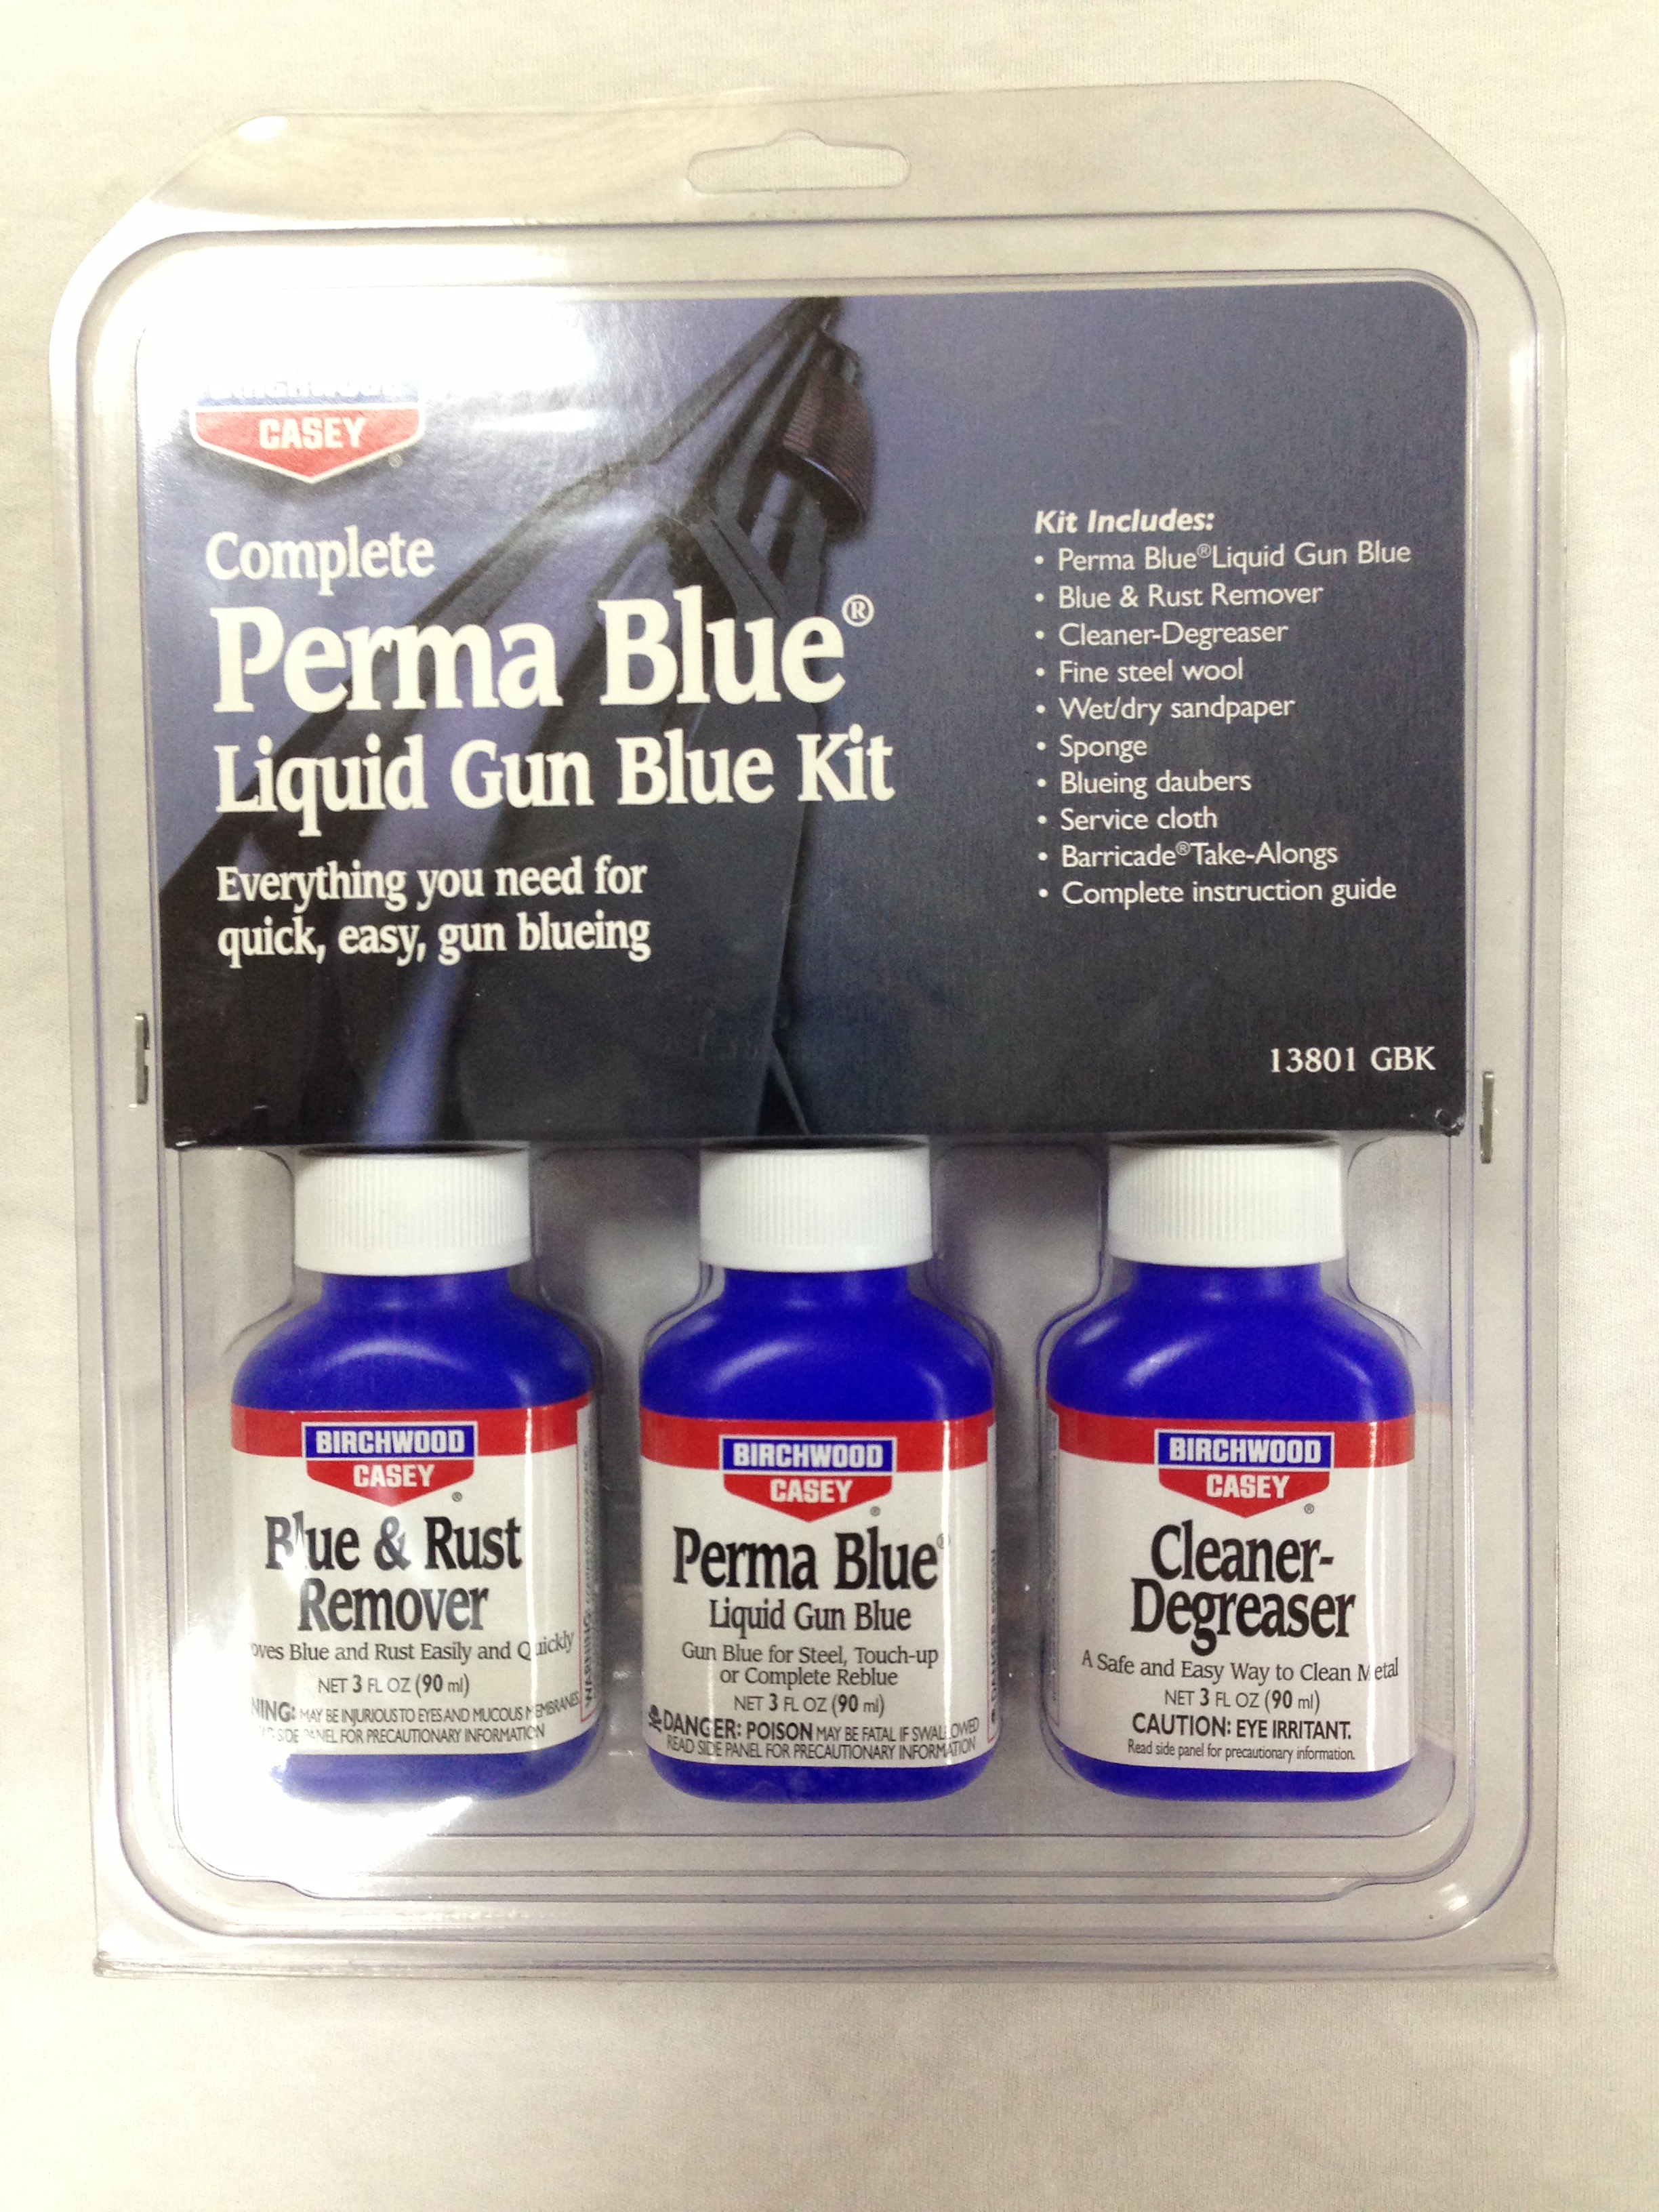 CASEY
®
Complete
Perma Blue®
Liquid Gun Blue Kit
Everything you need for
quick, easy, gun blueing
Kit Includes:
• Perma Blue® Liquid Gun Blue
• Blue & Rust Remover
• Cleaner-Degreaser
• Fine steel wool
• Wet/dry sandpaper
• Sponge
• Blueing daubers
• Service cloth
• Barricade® Take-Alongs
• Complete instruction guide
13801 GBK
BIRCHWOOD
CASEY
®
Blue & Rust
Remover
Blue and Rust Easily and Quickly
NET 3 FL OZ (90 ml)
MAY BE INJURIOUS TO EYES AND MUCOUS MEMBRANES
SIDE PANEL FOR PRECAUTIONARY INFORMATION
BIRCHWOOD
CASEY
®
Perma Blue®
Liquid Gun Blue
Gun Blue for Steel, Touch-up
or Complete Reblue
NET 3 FL OZ (90 ml)
DANGER: POISON MAY BE FATAL IF SWALLOWED
READ SIDE PANEL FOR PRECAUTIONARY INFORMATION
BIRCHWOOD
CASEY
®
Cleaner-
Degreaser
A Safe and Easy Way to Clean Metal
NET 3 FL OZ (90 ml)
CAUTION: EYE IRRITANT.
Read side panel for precautionary information.